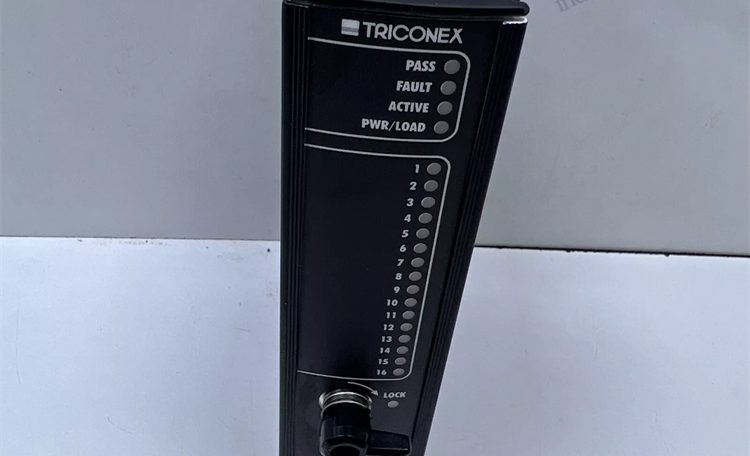 TRICONEX
PASS
FAULT
ACTIVE
PWR/LOAD
1
2
3
4
5
6
7
8
9
10
11
12
13
14
15
16
LOCK